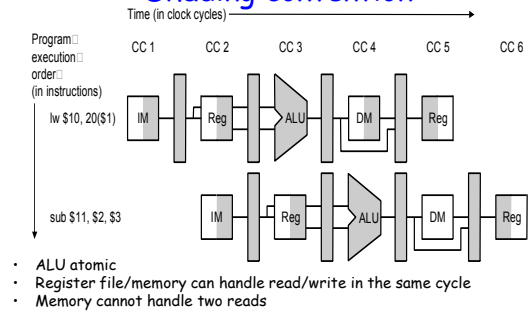 Shading convention
Time (in clock cycles)
Program
execution
order
(in instructions)
CC 1 CC 2 CC 3 CC 4 CC 5 CC 6
lw $10, 20($1)
IM Reg ALU DM Reg
sub $11, $2, $3
IM Reg ALU DM Reg
• ALU atomic
• Register file/memory can handle read/write in the same cycle
• Memory cannot handle two reads